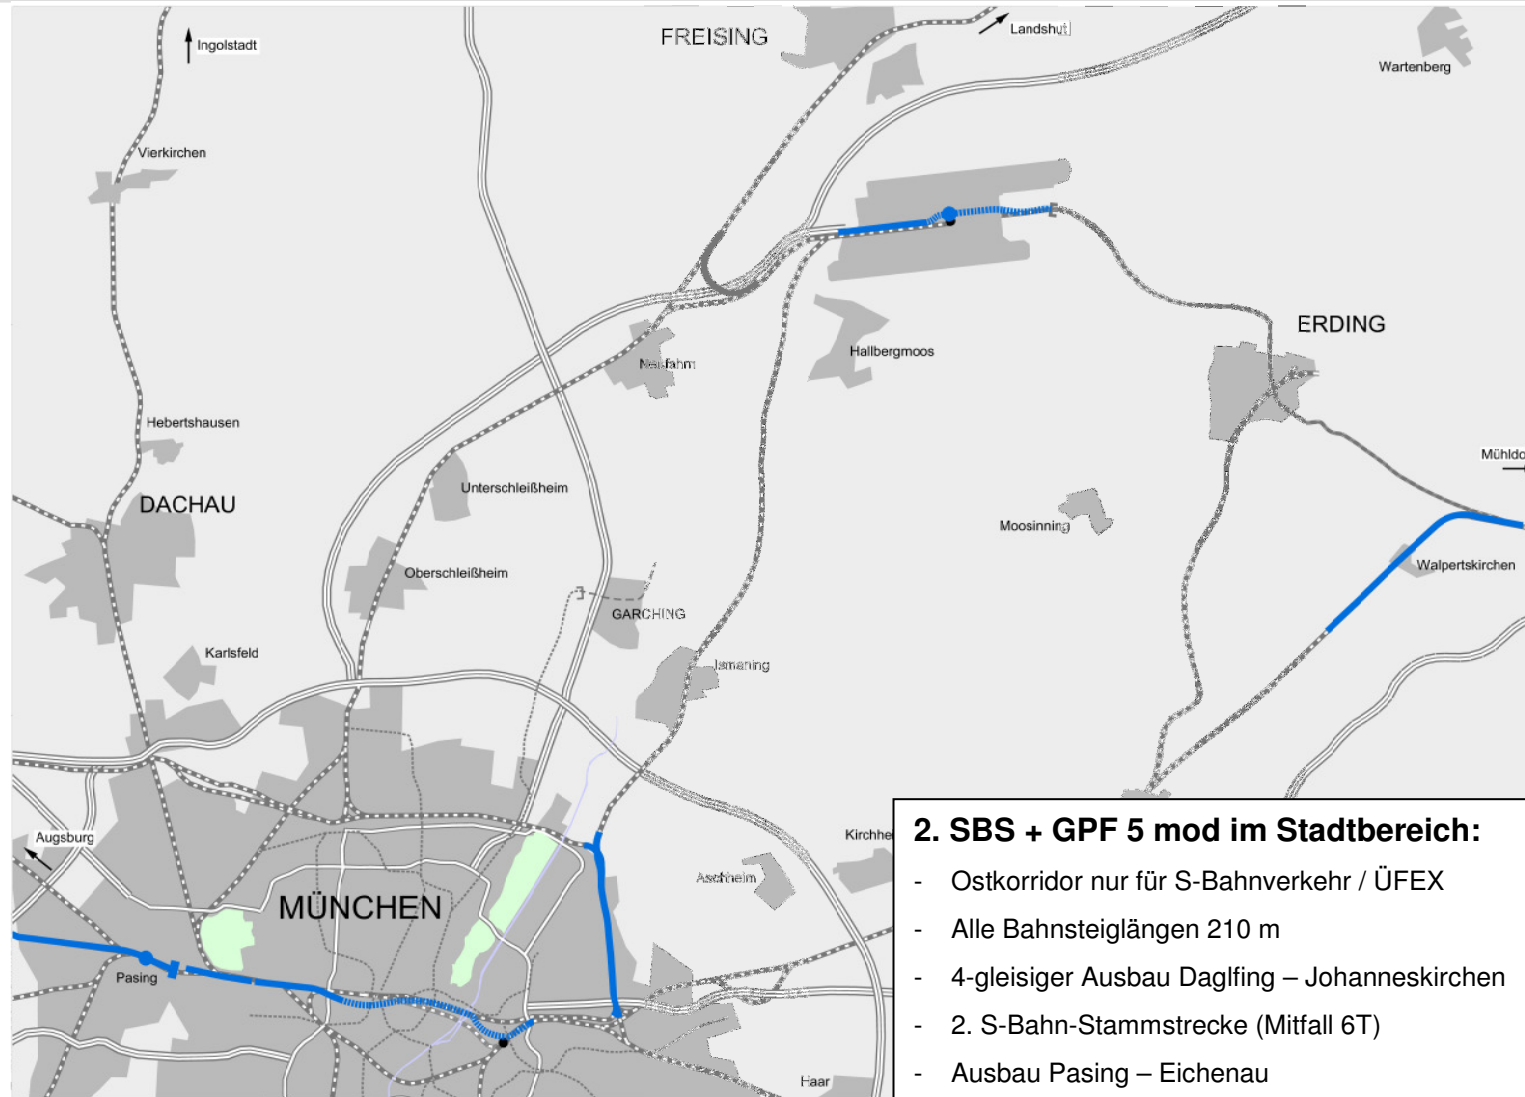 Ingolstadt
FREISING
Landshut
Wartenberg
Vierkirchen
ERDING
Hallbergmoos
Neufahrn
Hebertshausen
Mühldo
DACHAU
Unterschleißheim
Moosinning
Walpertskirchen
Oberschleißheim
GARCHING
Karlsfeld
Ismaning
Augsburg
Kirchhe
Aschheim
MÜNCHEN
Pasing
Haar
2. SBS + GPF 5 mod im Stadtbereich:
- Ostkorridor nur für S-Bahnverkehr / ÜFEX
- Alle Bahnsteiglängen 210 m
- 4-gleisiger Ausbau Daglfing – Johanneskirchen
- 2. S-Bahn-Stammstrecke (Mitfall 6T)
- Ausbau Pasing – Eichenau